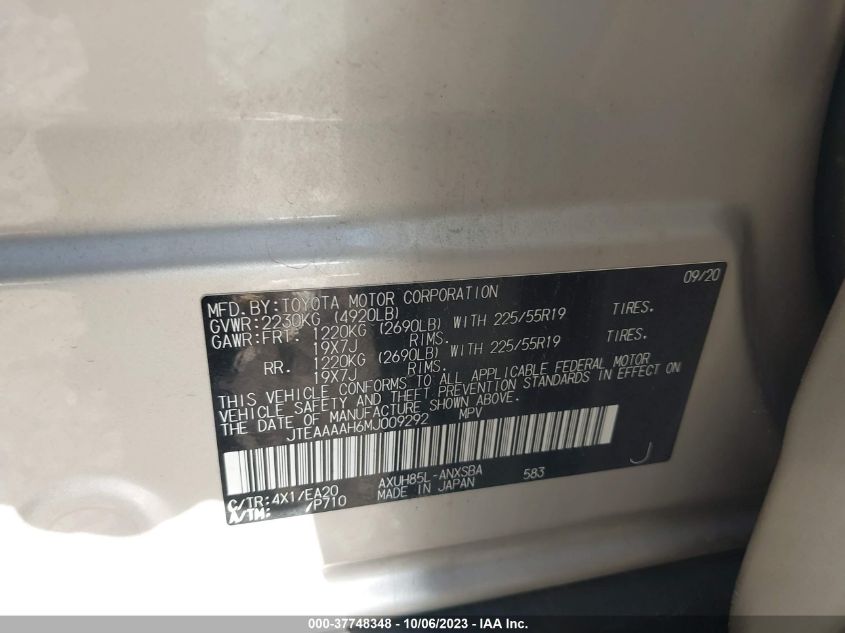 09/20
MFD. BY: TOYOTA MOTOR CORPORATION
GVWR: 2230KG (4920LB)
GAWR: FRT. 1220KG (2690LB) WITH 225/55R19 TIRES.
19X7J RIMS.
RR. 1220KG (2690LB) WITH 225/55R19 TIRES.
19X7J RIMS.
THIS VEHICLE CONFORMS TO ALL APPLICABLE FEDERAL MOTOR
VEHICLE SAFETY AND THEFT PREVENTION STANDARDS IN EFFECT ON
THE DATE OF MANUFACTURE SHOWN ABOVE.
JTEAAAAH6MJ009292 MPV
C/TR: 4X1/EA20 AXUH85L-ANXSBA 583
A/TM: /P710 MADE IN JAPAN
J
000-37748348 - 10/06/2023 - IAA Inc.